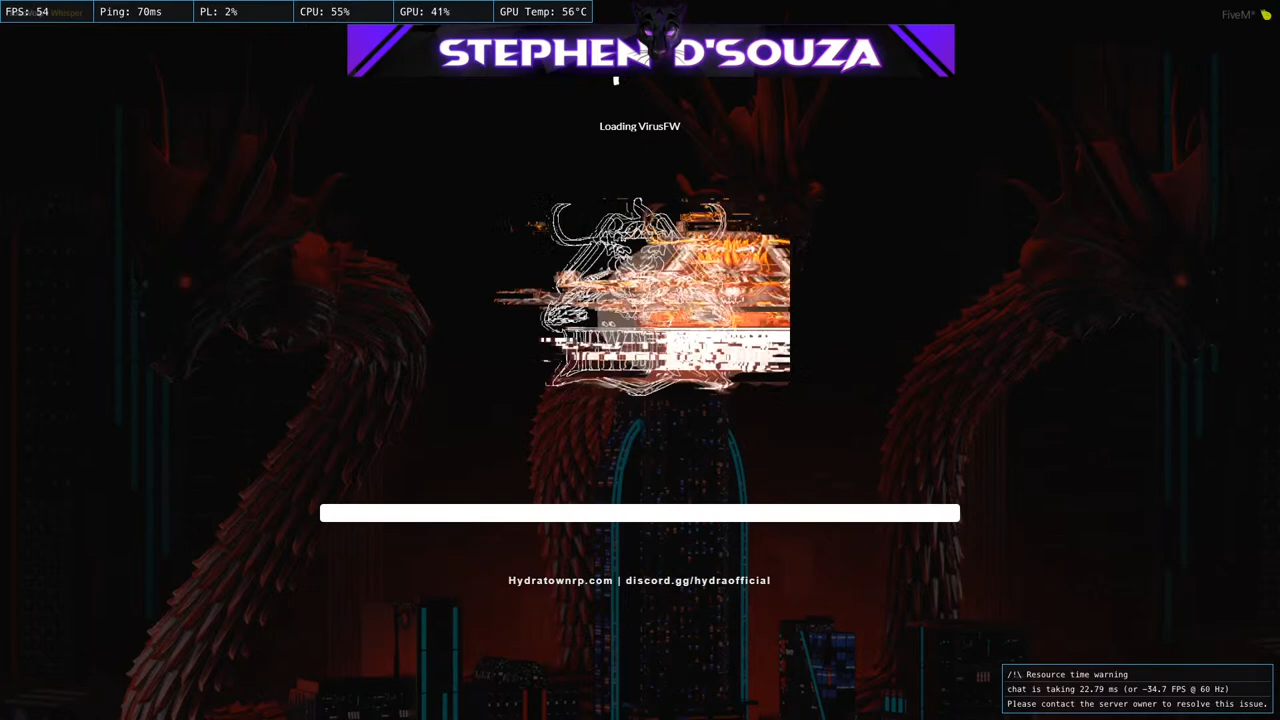 FPS: 54 Ping: 70ms PL: 2% CPU: 55% GPU: 41% GPU Temp: 56°C
Whisper
FiveM*
STEPHEN D'SOUZA
Loading VirusFW
Hydratownrp.com | discord.gg/hydraofficial
/!\ Resource time warning
chat is taking 22.79 ms (or -34.7 FPS @ 60 Hz)
Please contact the server owner to resolve this issue.